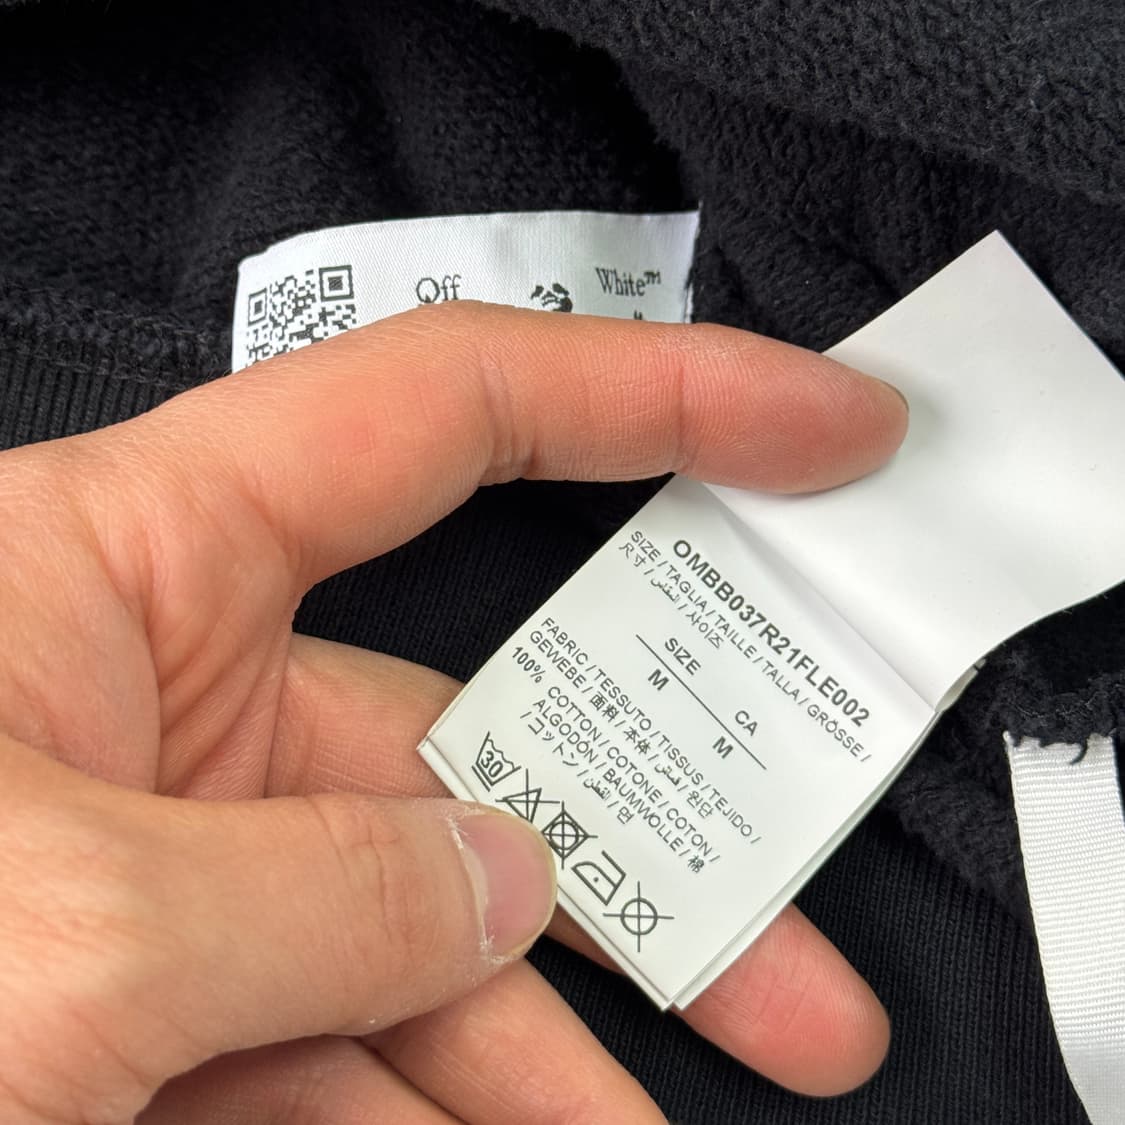 Off White™
OMBB037R21FLE002
SIZE / TAGLIA / TAILLE / TALLA / GRÖSSE /
尺寸 / المقاس / 사이즈
SIZE CA
M M
FABRIC / TESSUTO / TISSUS / TEJIDO /
GEWEBE / 面料 / 本体 / قماش / 원단
100% COTTON / COTONE / COTON /
ALGODÓN / BAUMWOLLE / 棉
/ コットン / القطن / 면
30